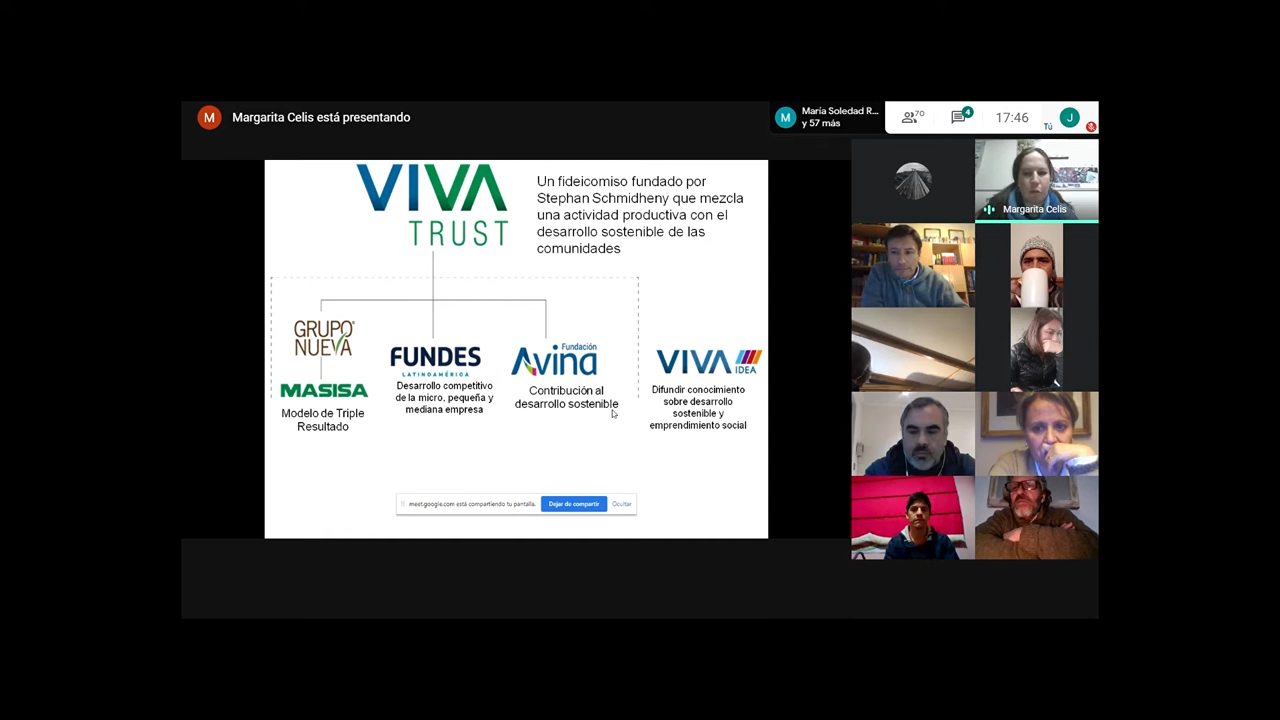 M Margarita Celis está presentando
M María Soledad R...
y 57 más
70
4
17:46
Tú
J
VIVA
TRUST
Un fideicomiso fundado por
Stephan Schmidheny que mezcla
una actividad productiva con el
desarrollo sostenible de las
comunidades
Margarita Celis
GRUPO
NUEVA
MASISA
Modelo de Triple
Resultado
FUNDES
LATINOAMÉRICA
Desarrollo competitivo
de la micro, pequeña y
mediana empresa
Fundación
Avina
Contribución al
desarrollo sostenible
VIVA
IDEA
Difundir conocimiento
sobre desarrollo
sostenible y
emprendimiento social
meet.google.com está compartiendo tu pantalla.
Dejar de compartir
Ocultar